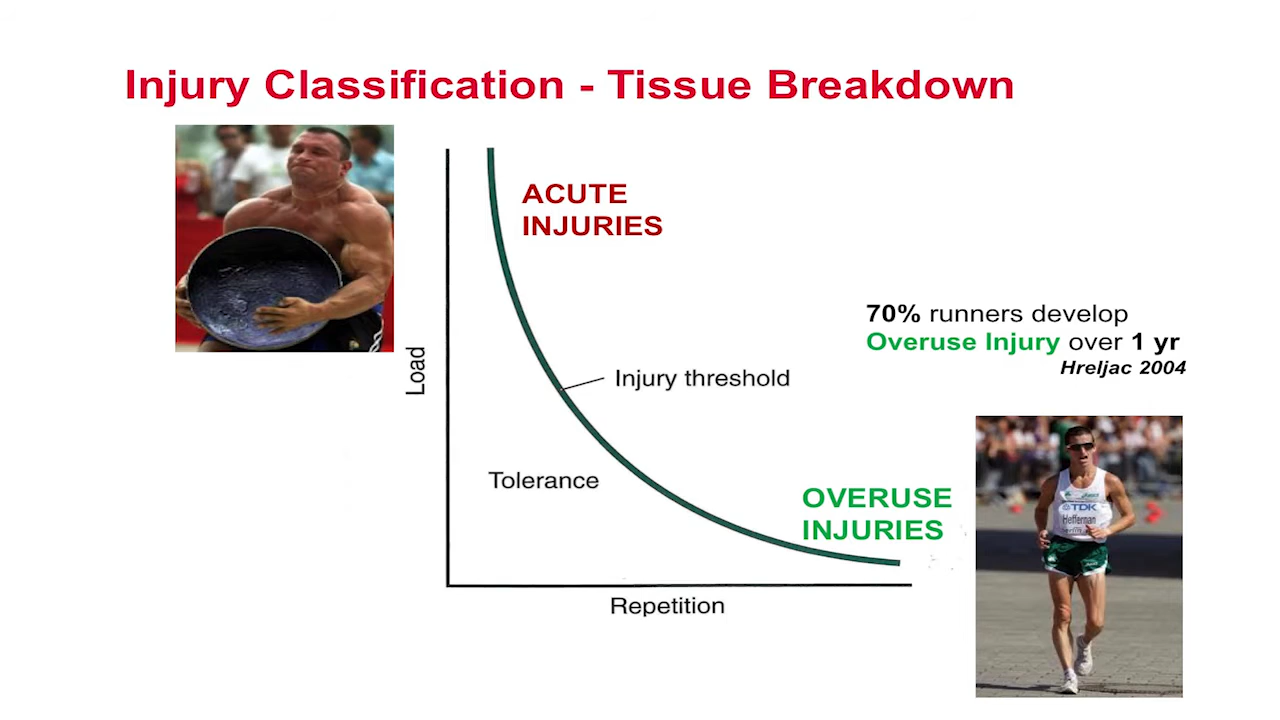 Injury Classification - Tissue Breakdown
ACUTE
INJURIES
70% runners develop
Overuse Injury over 1 yr
Hreljac 2004
Load
Injury threshold
Tolerance
OVERUSE
INJURIES
Repetition
TDK
Heffernan